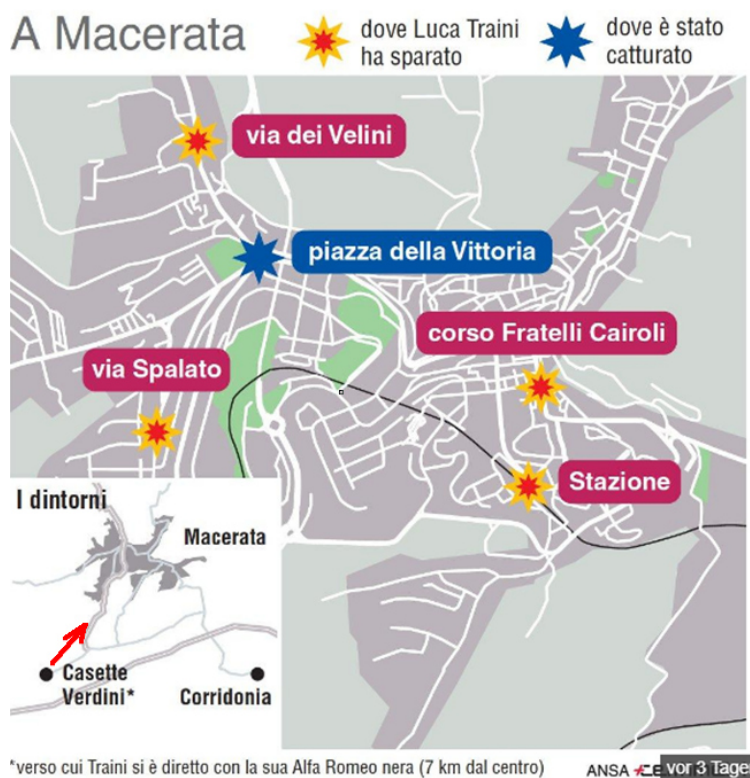 A Macerata
dove Luca Traini
ha sparato
dove è stato
catturato
via dei Velini
piazza della Vittoria
corso Fratelli Cairoli
via Spalato
Stazione
I dintorni
Macerata
Casette
Verdini*
Corridonia
*verso cui Traini si è diretto con la sua Alfa Romeo nera (7 km dal centro)
ANSA
vor 3 Tage